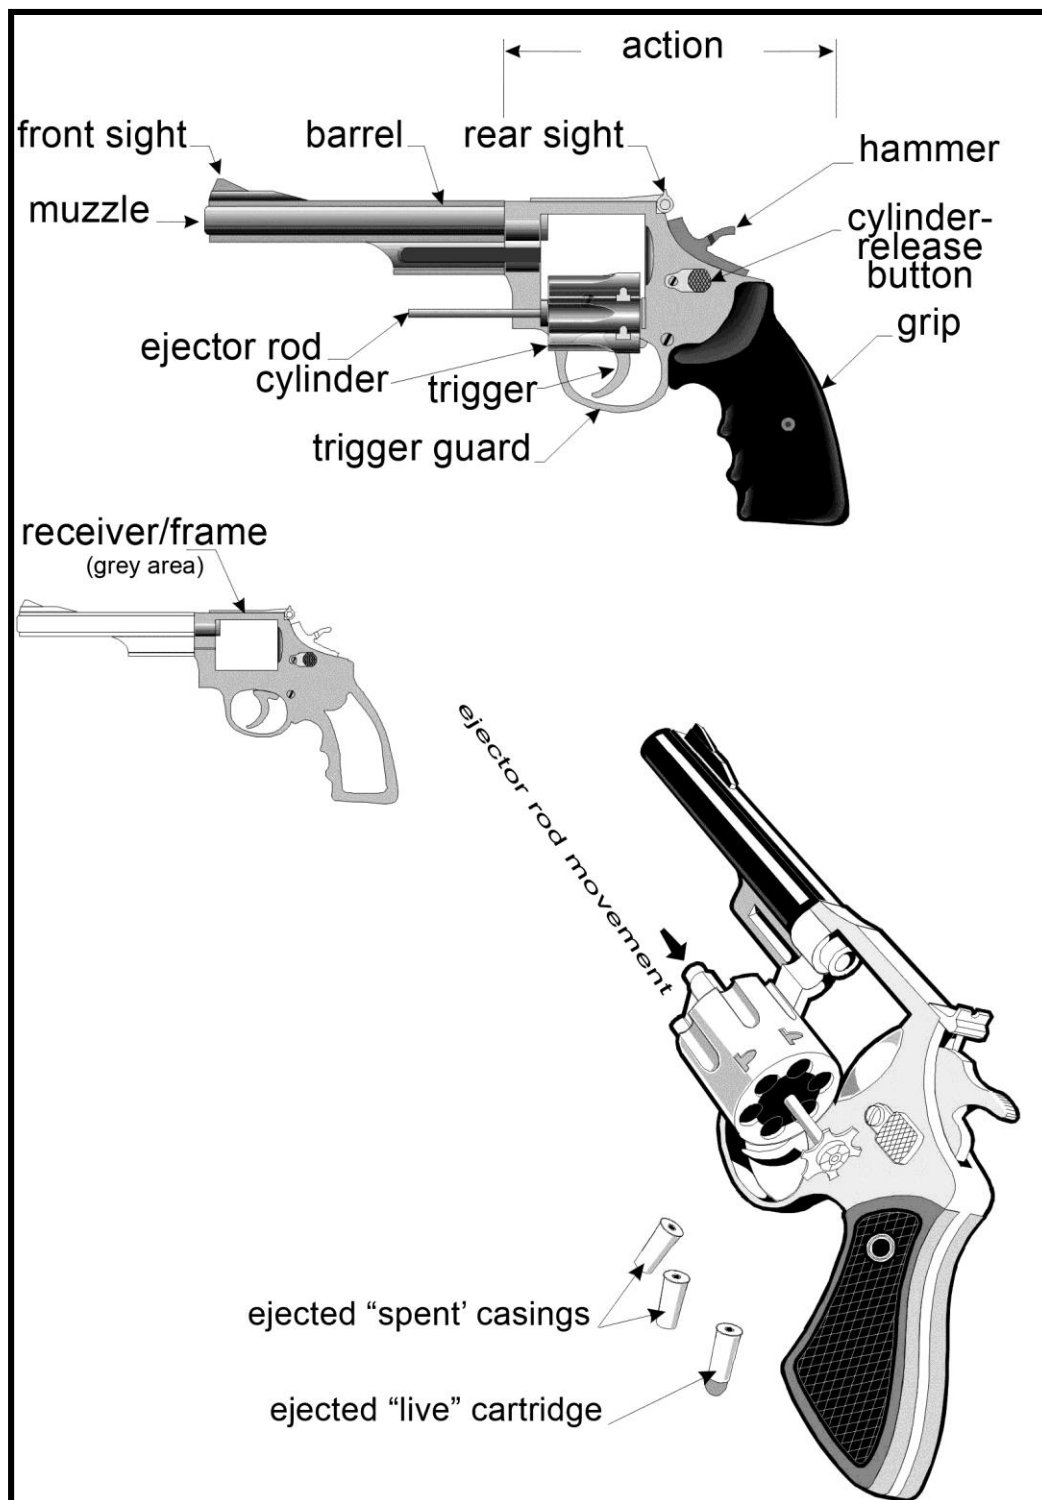 action
front sight
barrel
rear sight
hammer
muzzle
cylinder-
release
button
grip
ejector rod
cylinder
trigger
trigger guard
receiver/frame
(grey area)
ejector rod movement
ejected “spent’ casings
ejected “live” cartridge